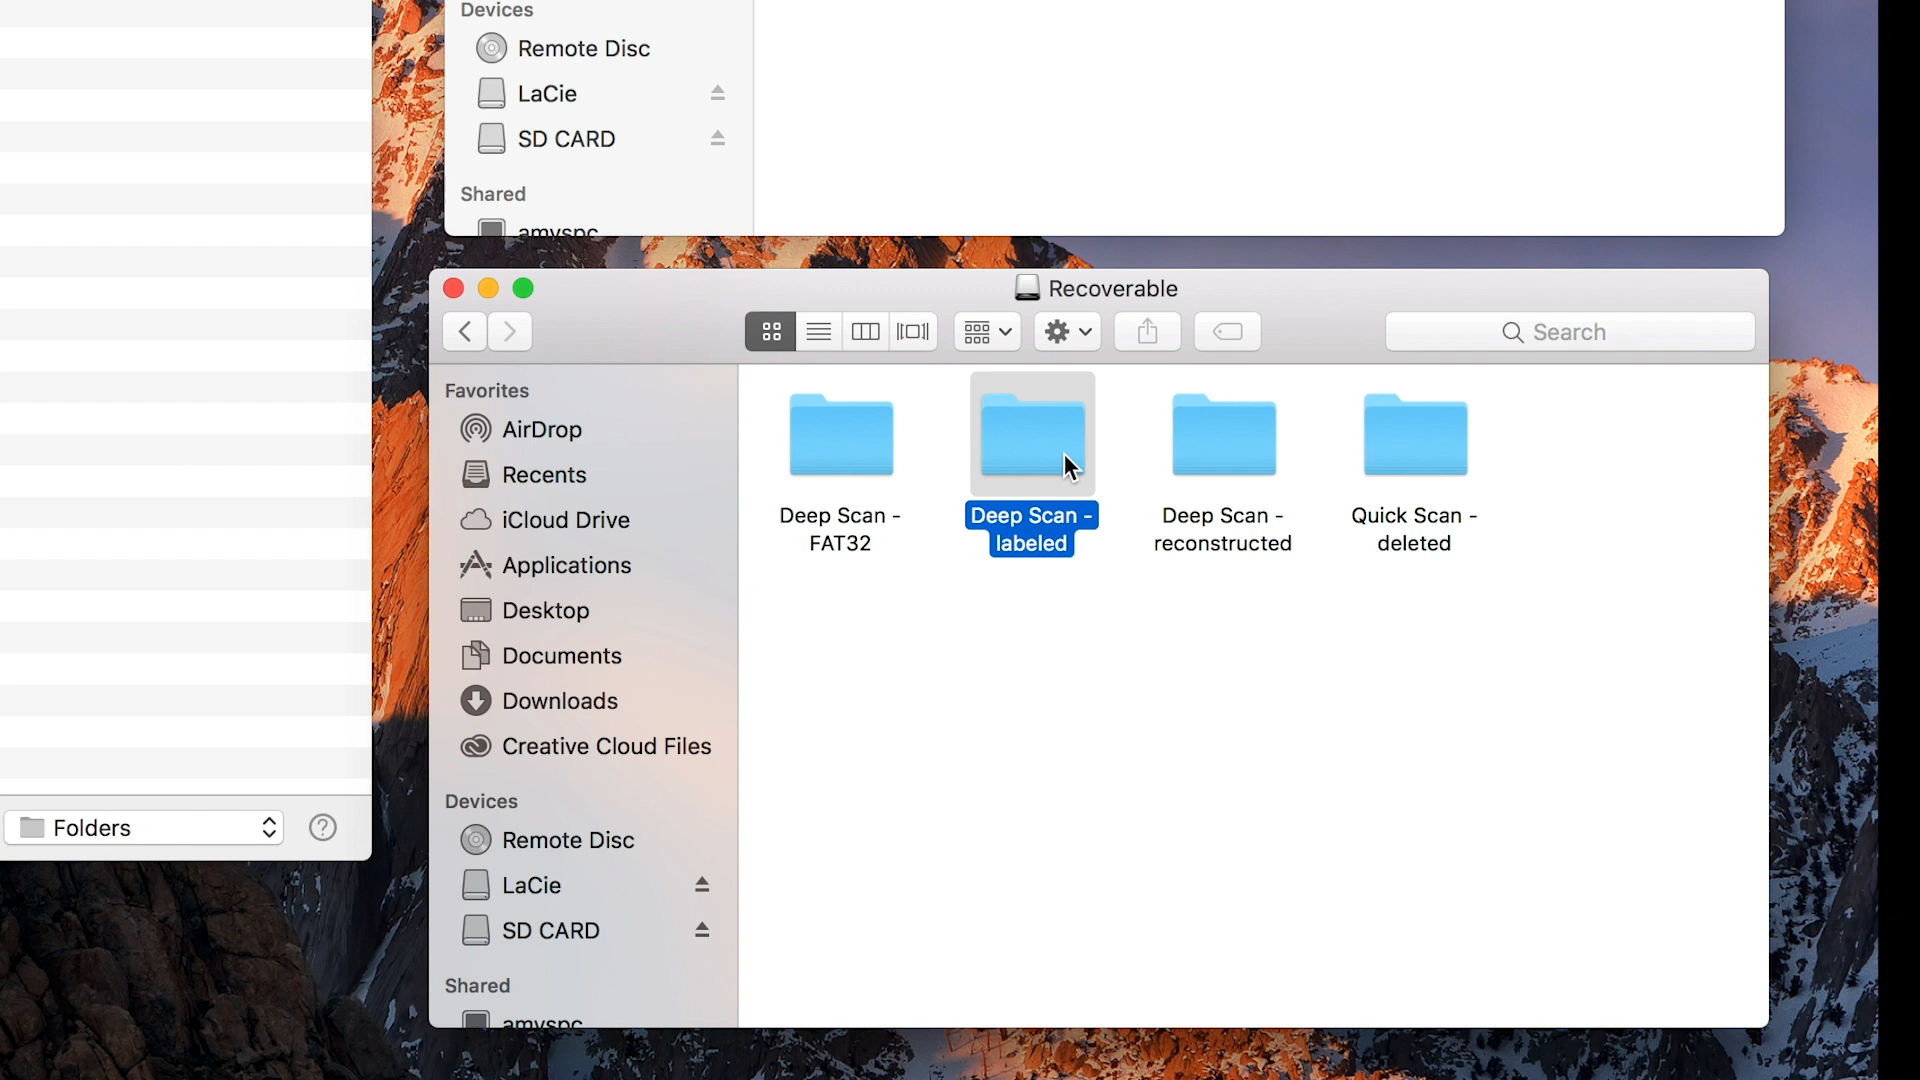 Devices
Remote Disc
LaCie
SD CARD
Shared
amyspc
Recoverable
Search
Favorites
AirDrop
Recents
iCloud Drive
Applications
Desktop
Documents
Downloads
Creative Cloud Files
Devices
Remote Disc
LaCie
SD CARD
Shared
amyspc
Deep Scan -
FAT32
Deep Scan -
labeled
Deep Scan -
reconstructed
Quick Scan -
deleted
Folders
?